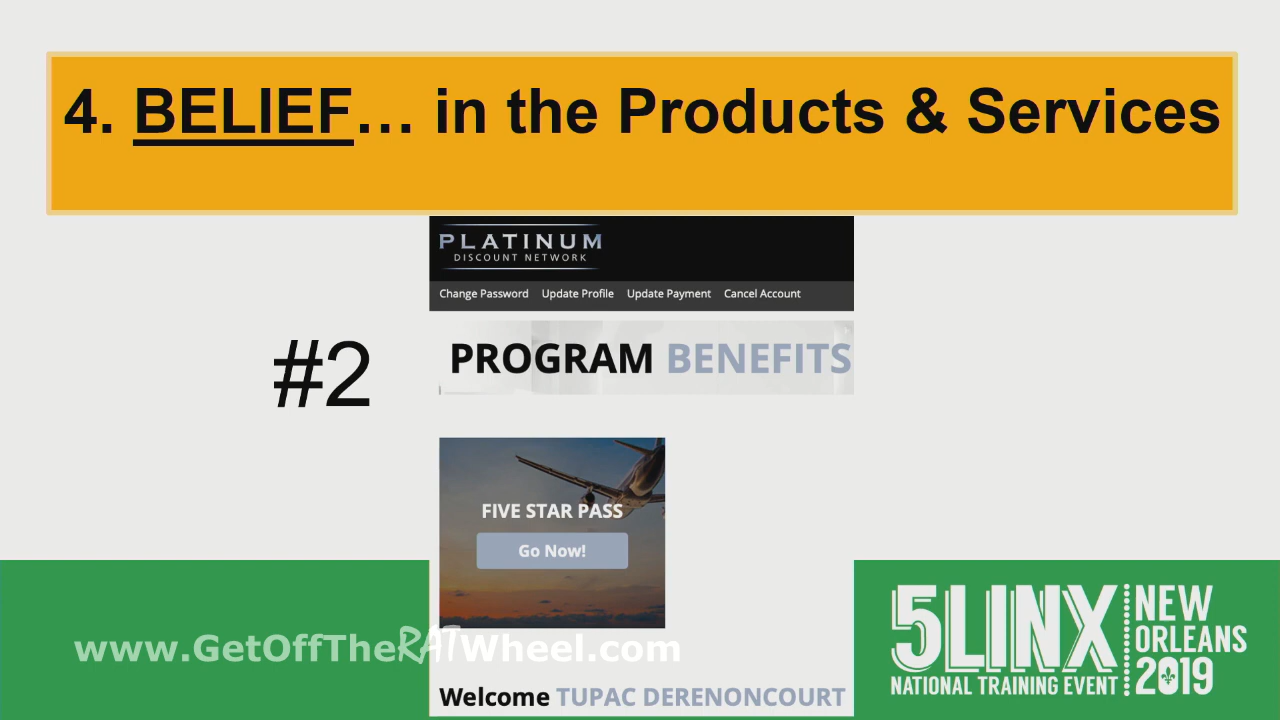 4. BELIEF… in the Products & Services
PLATINUM
DISCOUNT NETWORK
Change Password Update Profile Update Payment Cancel Account
#2
PROGRAM BENEFITS
FIVE STAR PASS
Go Now!
www.GetOffTheRATWheel.com
Welcome TUPAC DERENONCOURT
5LINX
NATIONAL TRAINING EVENT
NEW
ORLEANS
2019